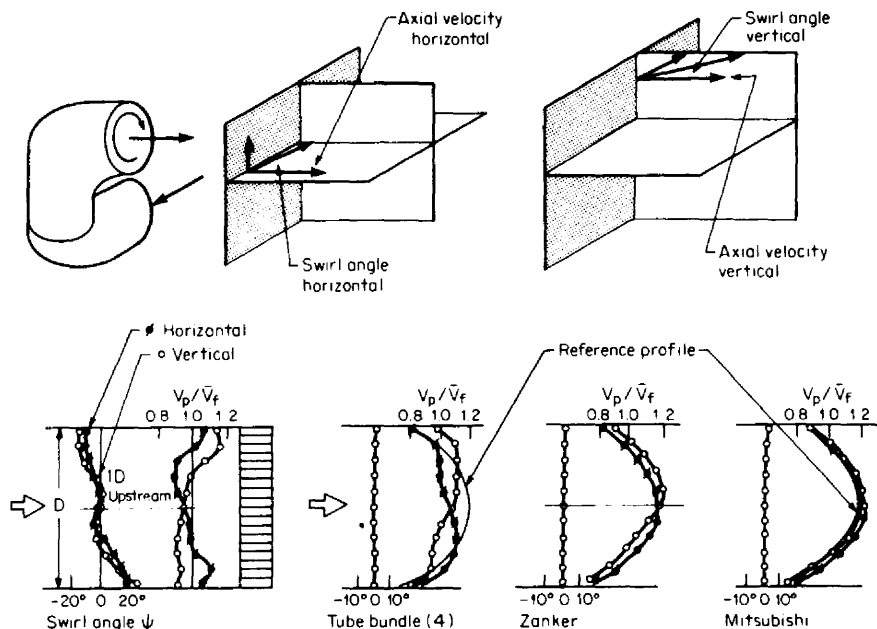 Axial velocity
horizontal
Swirl angle
vertical
Swirl angle
horizontal
Axial velocity
vertical
Horizontal
Vertical
Reference profile
Vp/V̄f
0.8 1.0 1.2
Vp/V̄f
0.8 1.0 1.2
Vp/V̄f
0.8 1.0 1.2
Vp/V̄f
0.8 1.0 1.2
1D
Upstream
D
-20° 0 20°
-10° 0 10°
-10° 0 10°
-10° 0 10°
Swirl angle ψ
Tube bundle (4)
Zanker
Mitsubishi